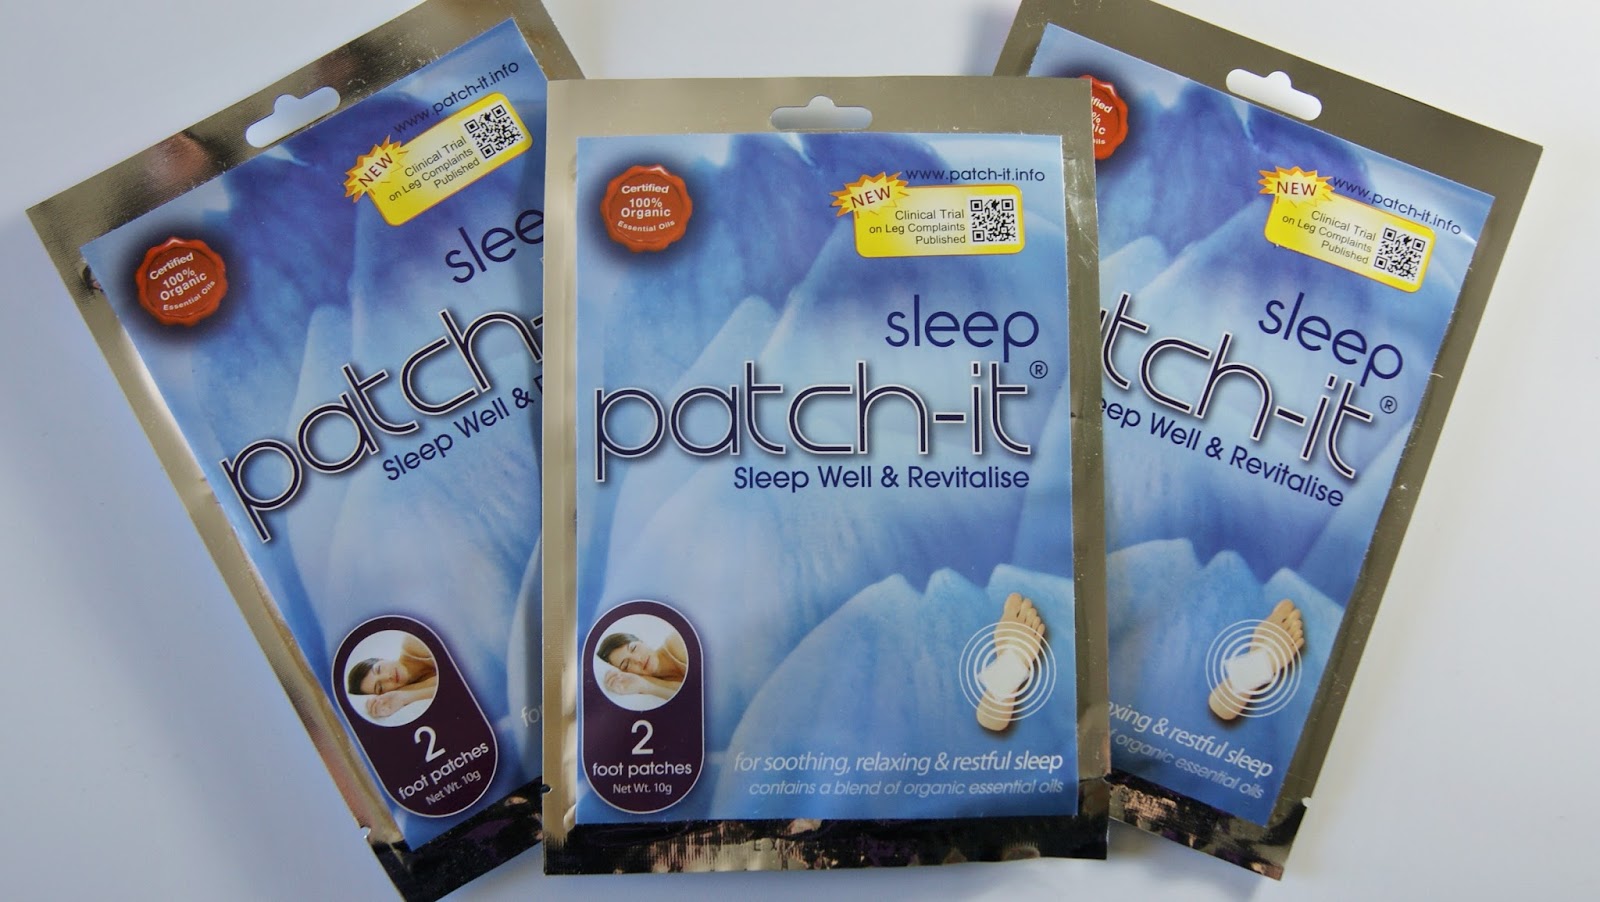 www.patch-it.info
NEW
Clinical Trial
on Leg Complaints
Published
Certified
100%
Organic
Essential Oils
slee
patch-
Sleep Well &
2
foot patches
Net Wt. 10g
www.patch-it.info
NEW
Clinical Trial
on Leg Complaints
Published
Certified
100%
Organic
Essential Oils
sleep
patch-it®
Sleep Well & Revitalise
2
foot patches
Net Wt. 10g
for soothing, relaxing & restful sleep
contains a blend of organic essential oils
www.patch-it.info
NEW
Clinical Trial
on Leg Complaints
Published
sleep
tch-it®
eep Well & Revitalise
xing & restful sleep
of organic essential oils